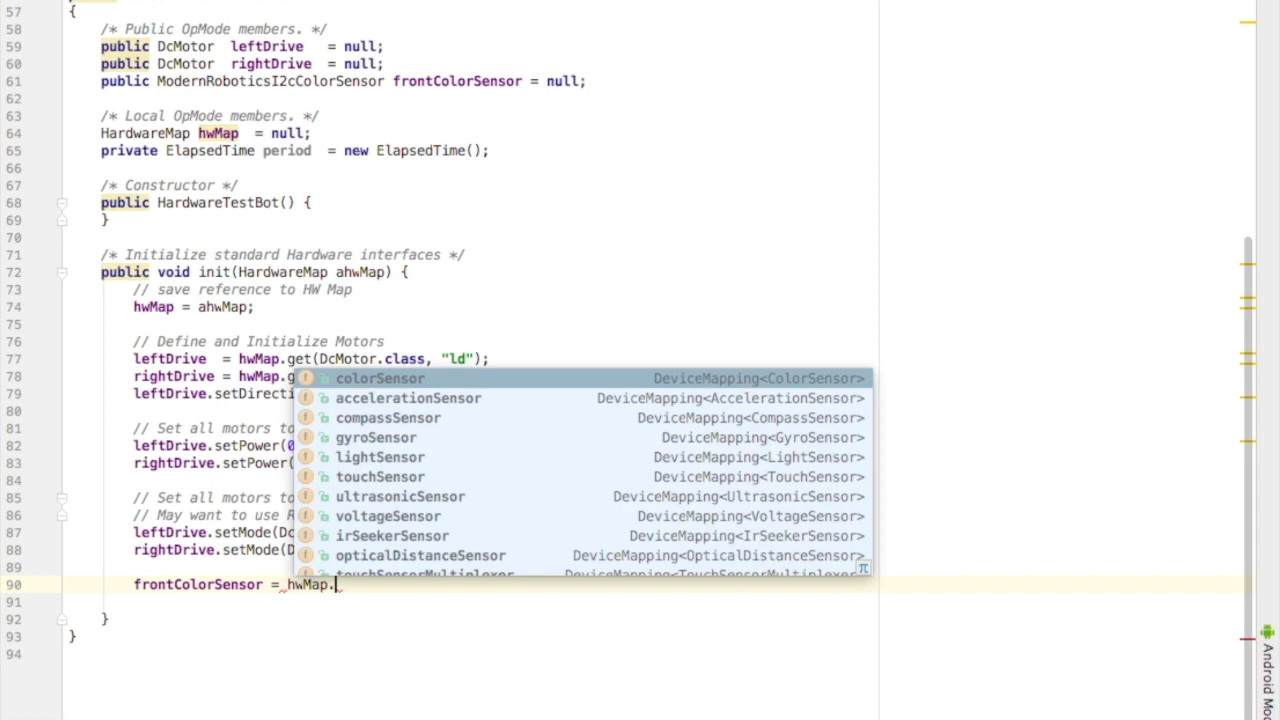 57 {
58 /* Public OpMode members. */
59 public DcMotor leftDrive = null;
60 public DcMotor rightDrive = null;
61 public ModernRoboticsI2cColorSensor frontColorSensor = null;
62
63 /* Local OpMode members. */
64 HardwareMap hwMap = null;
65 private ElapsedTime period = new ElapsedTime();
66
67 /* Constructor */
68 public HardwareTestBot() {
69 }
70
71 /* Initialize standard Hardware interfaces */
72 public void init(HardwareMap ahwMap) {
73 // save reference to HW Map
74 hwMap = ahwMap;
75
76 // Define and Initialize Motors
77 leftDrive = hwMap.get(DcMotor.class, "ld");
78 rightDrive = hwMap.g
colorSensor DeviceMapping<ColorSensor>
79 leftDrive.setDirecti
accelerationSensor DeviceMapping<AccelerationSensor>
80
compassSensor DeviceMapping<CompassSensor>
81 // Set all motors to
gyroSensor DeviceMapping<GyroSensor>
82 leftDrive.setPower(0
lightSensor DeviceMapping<LightSensor>
83 rightDrive.setPower(
touchSensor DeviceMapping<TouchSensor>
84
ultrasonicSensor DeviceMapping<UltrasonicSensor>
85 // Set all motors to
voltageSensor DeviceMapping<VoltageSensor>
86 // May want to use R
irSeekerSensor DeviceMapping<IrSeekerSensor>
87 leftDrive.setMode(Dc
opticalDistanceSensor DeviceMapping<OpticalDistanceSensor>
88 rightDrive.setMode(D
touchSensorMultiplexer DeviceMapping<TouchSensorMultiplexer
π
89
90 frontColorSensor = hwMap.
91
92 }
93 }
94
Android Mo